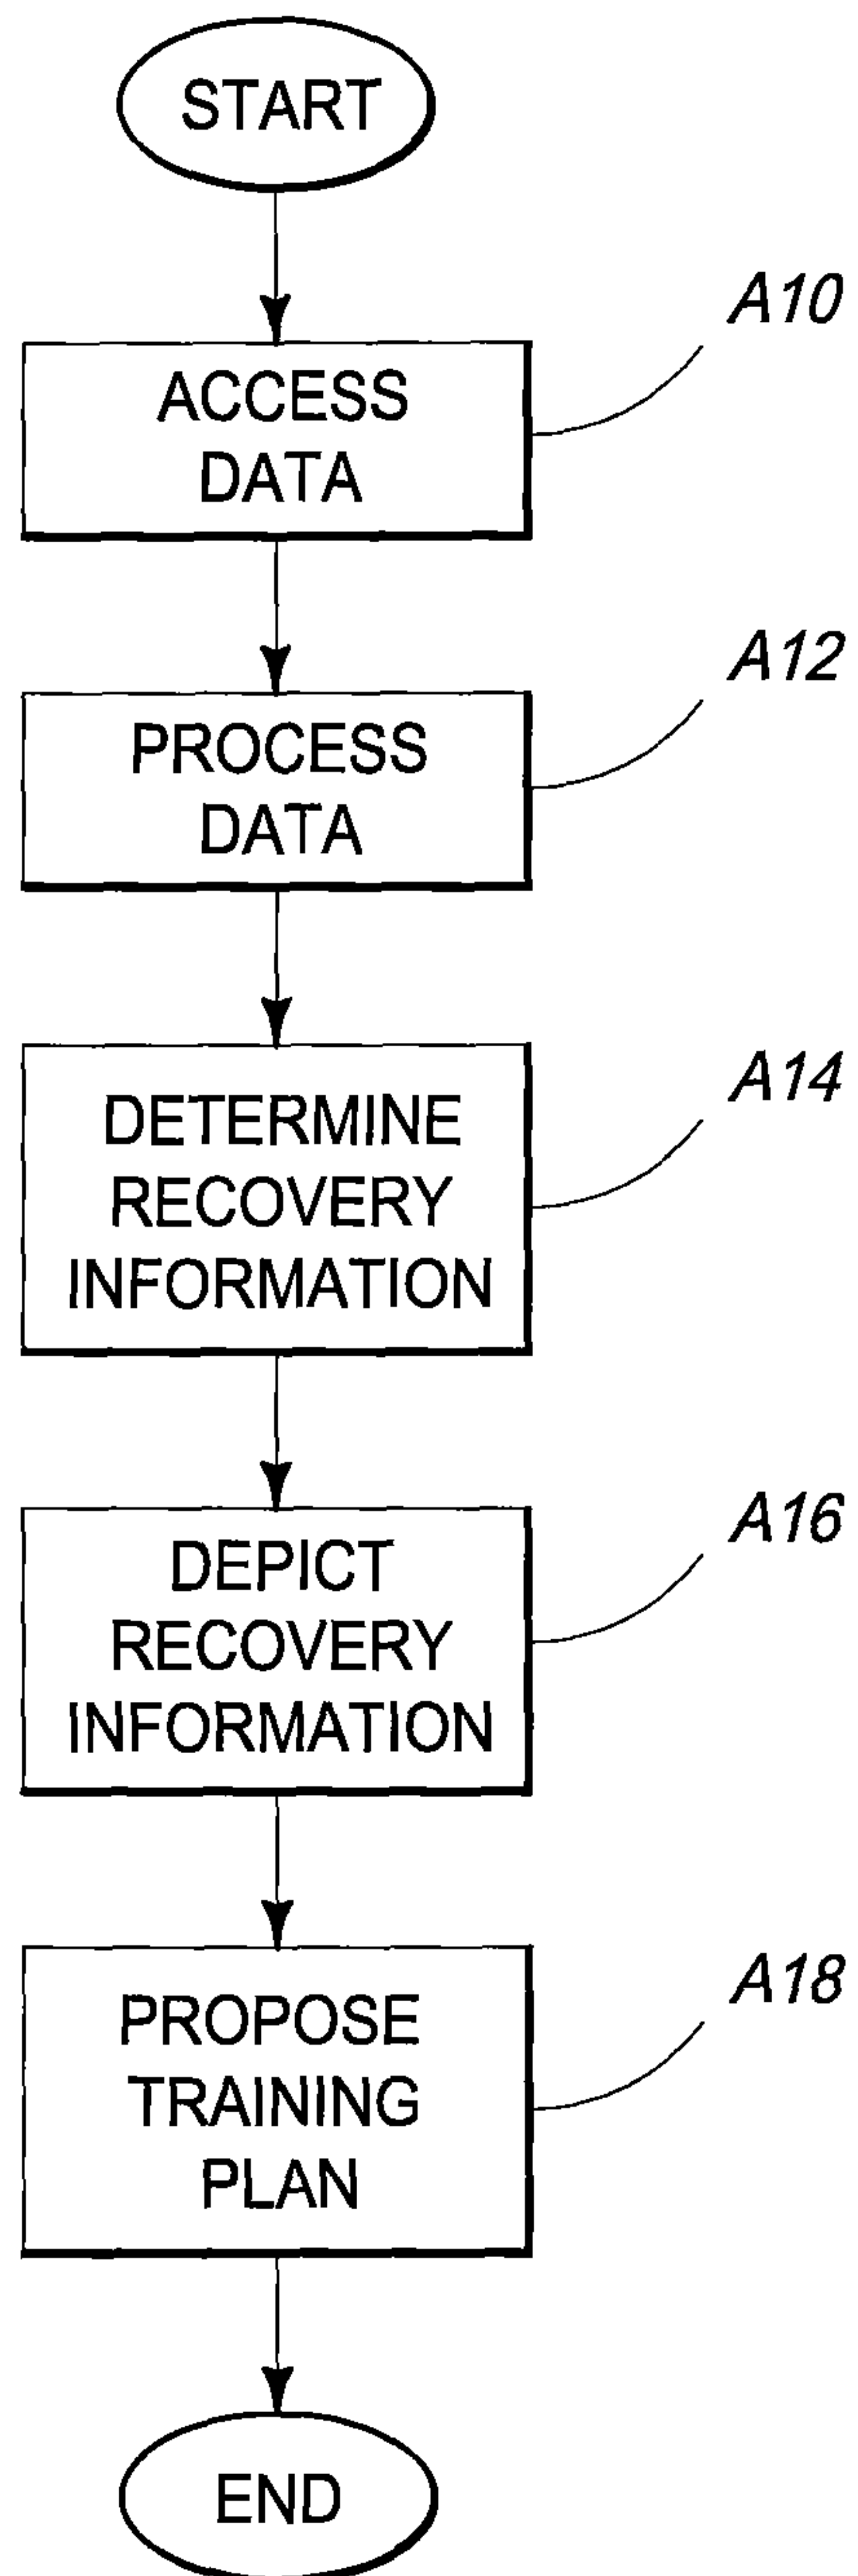 START
A10
ACCESS
DATA
A12
PROCESS
DATA
A14
DETERMINE
RECOVERY
INFORMATION
A16
DEPICT
RECOVERY
INFORMATION
A18
PROPOSE
TRAINING
PLAN
END